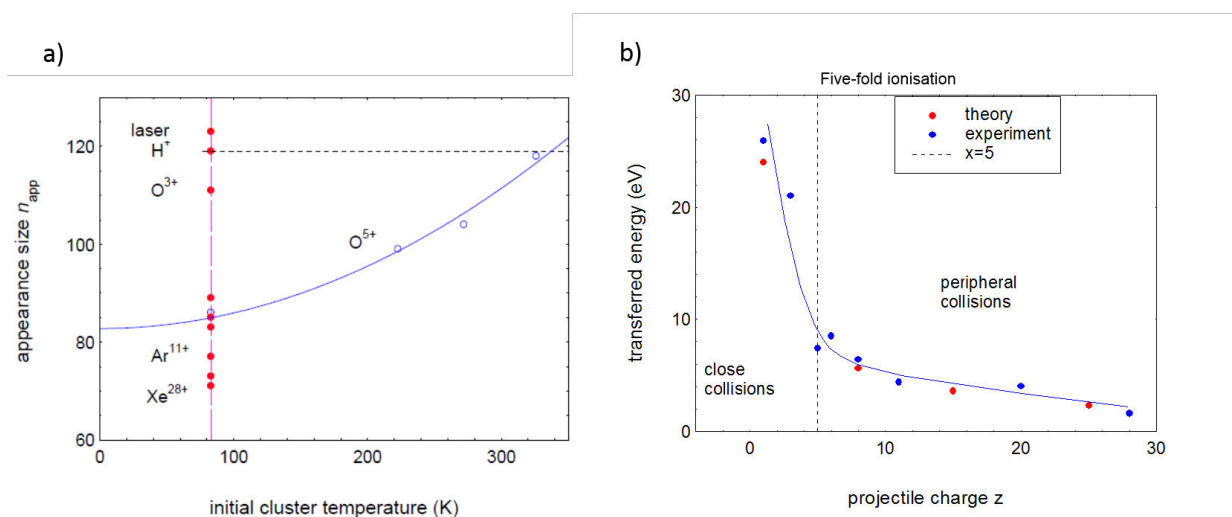 a)
appearance size n_app
120
100
80
60
laser
H⁺
O³⁺
O⁵⁺
Ar¹¹⁺
Xe²⁸⁺
0
100
200
300
initial cluster temperature (K)
b)
Five-fold ionisation
transferred energy (eV)
30
20
10
0
theory
experiment
x=5
peripheral
collisions
close
collisions
0
10
20
30
projectile charge z